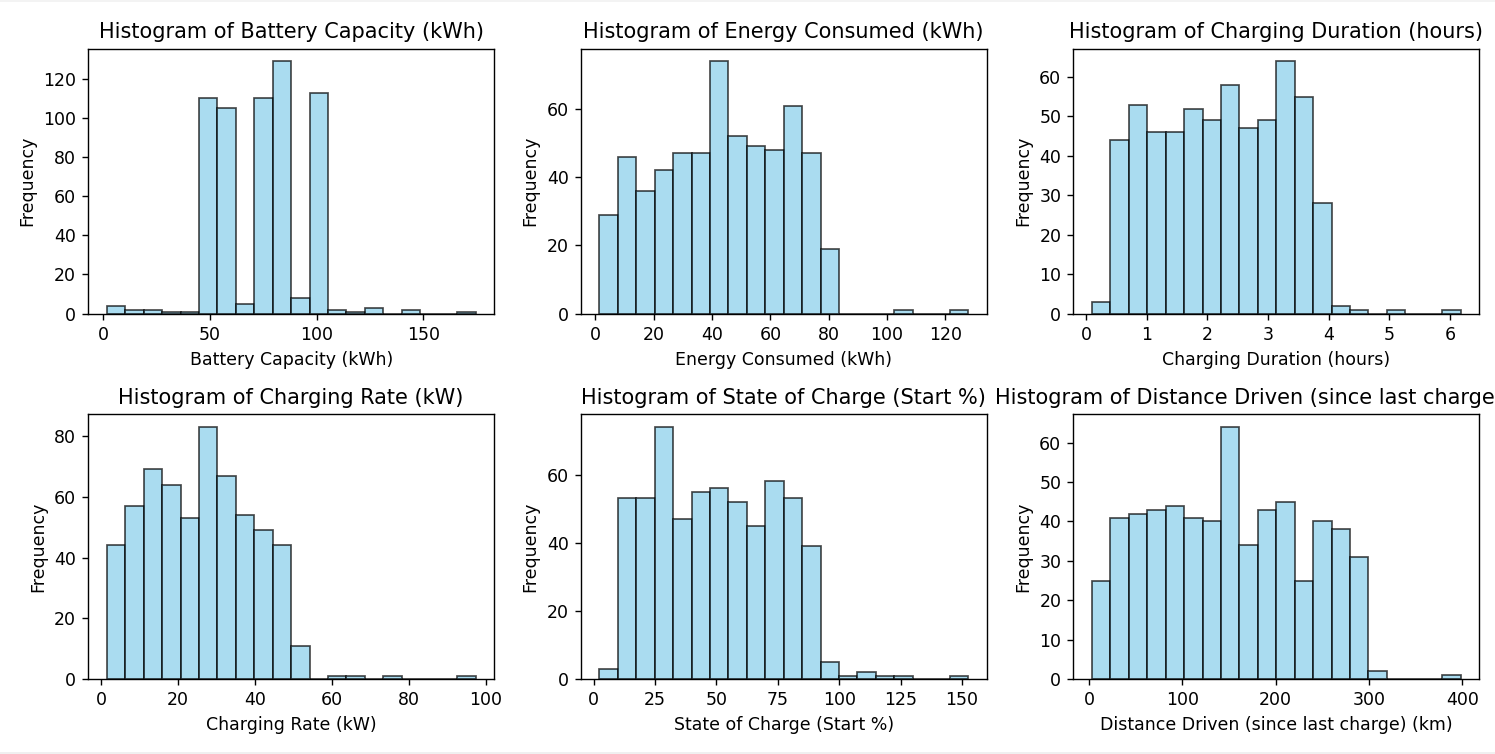 Histogram of Battery Capacity (kWh)
Histogram of Energy Consumed (kWh)
Histogram of Charging Duration (hours)
Frequency
120
100
80
60
40
20
0
0 50 100 150
Battery Capacity (kWh)
Frequency
60
40
20
0
0 20 40 60 80 100 120
Energy Consumed (kWh)
Frequency
60
50
40
30
20
10
0
0 1 2 3 4 5 6
Charging Duration (hours)
Histogram of Charging Rate (kW)
Histogram of State of Charge (Start %)
Histogram of Distance Driven (since last charge
Frequency
80
60
40
20
0
0 20 40 60 80 100
Charging Rate (kW)
Frequency
60
40
20
0
0 25 50 75 100 125 150
State of Charge (Start %)
Frequency
60
50
40
30
20
10
0
0 100 200 300 400
Distance Driven (since last charge) (km)